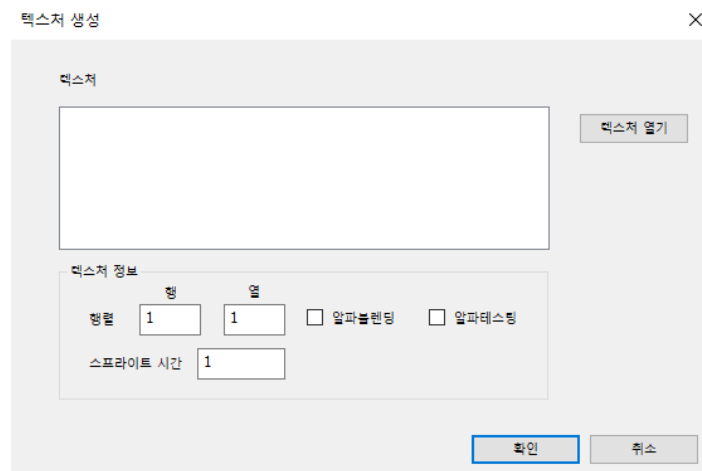 텍스처 생성
텍스처
텍스처 열기
텍스처 정보
행 열
행렬 1 1 알파블렌딩 알파테스팅
스프라이트 시간 1
확인 취소